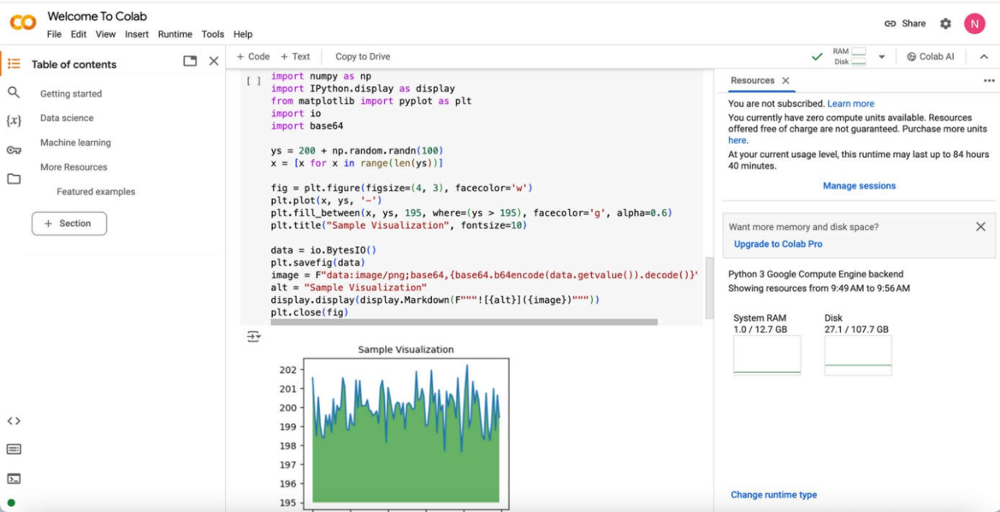 Welcome To Colab
File Edit View Insert Runtime Tools Help
Share
N
Table of contents
Getting started
Data science
Machine learning
More Resources
Featured examples
+ Section
{x}
+ Code + Text Copy to Drive
RAM
Disk
Colab AI
[ ]
import numpy as np
import IPython.display as display
from matplotlib import pyplot as plt
import io
import base64
ys = 200 + np.random.randn(100)
x = [x for x in range(len(ys))]
fig = plt.figure(figsize=(4, 3), facecolor='w')
plt.plot(x, ys, '-')
plt.fill_between(x, ys, 195, where=(ys > 195), facecolor='g', alpha=0.6)
plt.title("Sample Visualization", fontsize=10)
data = io.BytesIO()
plt.savefig(data)
image = F"data:image/png;base64,{base64.b64encode(data.getvalue()).decode()}"
alt = "Sample Visualization"
display.display(display.Markdown(F"""![{alt}]({image})"""))
plt.close(fig)
Sample Visualization
202
201
200
199
198
197
196
195
Resources
You are not subscribed. Learn more
You currently have zero compute units available. Resources
offered free of charge are not guaranteed. Purchase more units
here.
At your current usage level, this runtime may last up to 84 hours
40 minutes.
Manage sessions
Want more memory and disk space?
Upgrade to Colab Pro
Python 3 Google Compute Engine backend
Showing resources from 9:49 AM to 9:56 AM
System RAM
1.0 / 12.7 GB
Disk
27.1 / 107.7 GB
Change runtime type